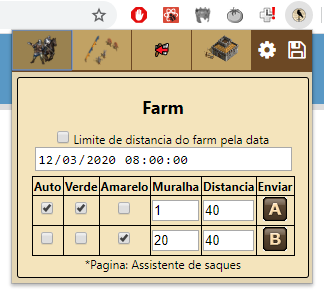 Farm
Limite de distancia do farm pela data
12/03/2020 08:00:00
Auto Verde Amarelo Muralha Distancia Enviar
1 40 A
20 40 B
*Pagina: Assistente de saques